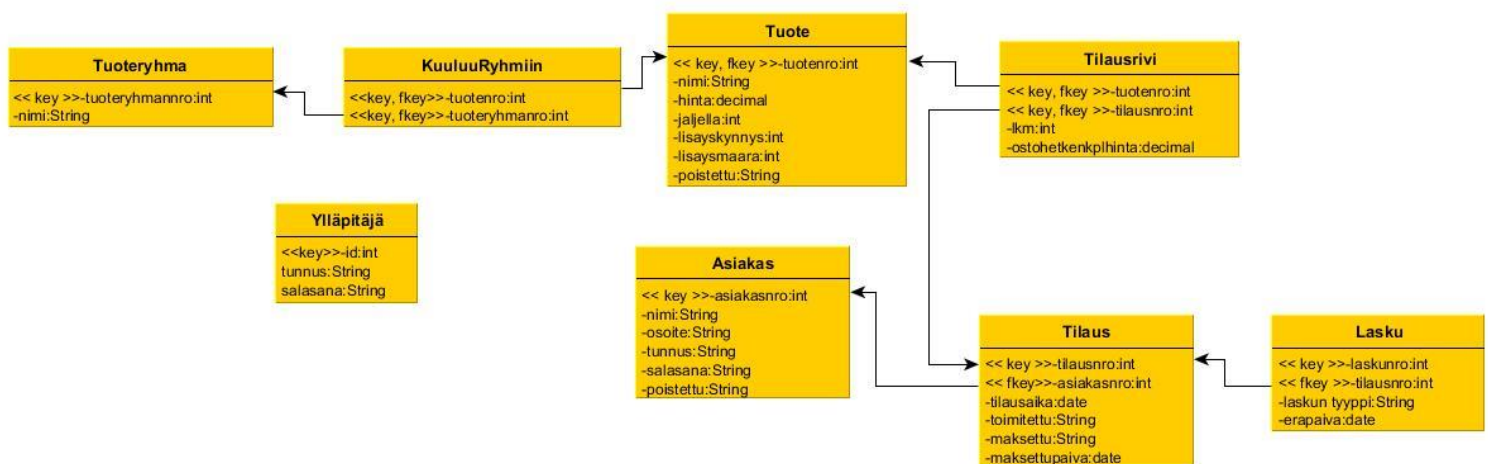 Tuoteryhma
<< key >>-tuoteryhmannro:int
-nimi:String
KuuluuRyhmiin
<<key, fkey>>-tuotenro:int
<<key, fkey>>-tuoteryhmanro:int
Tuote
<< key, fkey >>-tuotenro:int
-nimi:String
-hinta:decimal
-jaljella:int
-lisayskynnys:int
-lisaysmaara:int
-poistettu:String
Tilausrivi
<< key, fkey >>-tuotenro:int
<< key, fkey >>-tilausnro:int
-lkm:int
-ostohetkenkplhinta:decimal
Ylläpitäjä
<<key>>-id:int
tunnus:String
salasana:String
Asiakas
<< key >>-asiakasnro:int
-nimi:String
-osoite:String
-tunnus:String
-salasana:String
-poistettu:String
Tilaus
<< key >>-tilausnro:int
<< fkey>>-asiakasnro:int
-tilausaika:date
-toimitettu:String
-maksettu:String
-maksettupaiva:date
Lasku
<< key >>-laskunro:int
<< fkey >>-tilausnro:int
-laskun tyyppi:String
-erapaiva:date